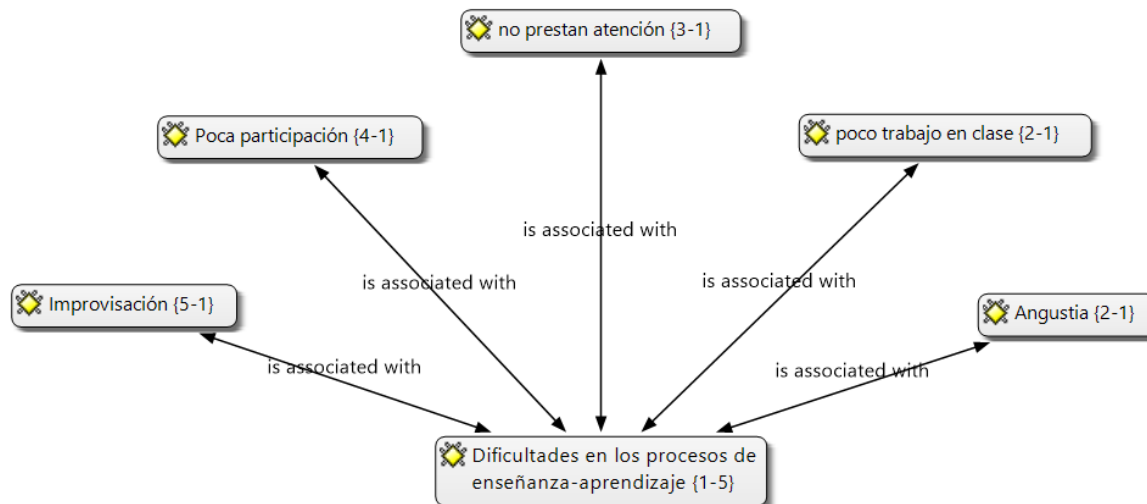 no prestan atención {3-1}
Poca participación {4-1}
poco trabajo en clase {2-1}
is associated with
is associated with
is associated with
Improvisación {5-1}
Angustia {2-1}
is associated with
is associated with
Dificultades en los procesos de
enseñanza-aprendizaje {1-5}